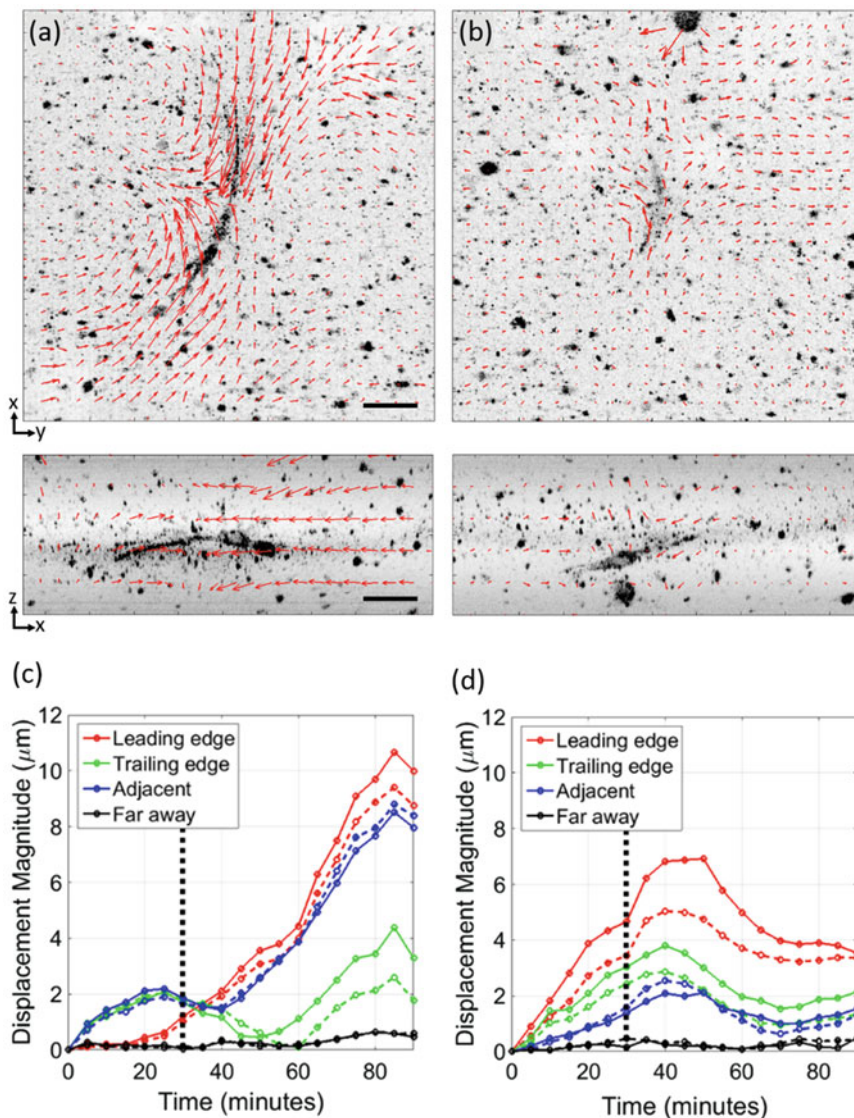 (a)
(b)
x
y
z
x
(c)
(d)
12
10
8
6
4
2
0
Displacement Magnitude (μm)
Leading edge
Trailing edge
Adjacent
Far away
0 20 40 60 80
Time (minutes)
12
10
8
6
4
2
0
Displacement Magnitude (μm)
Leading edge
Trailing edge
Adjacent
Far away
0 20 40 60 80
Time (minutes)